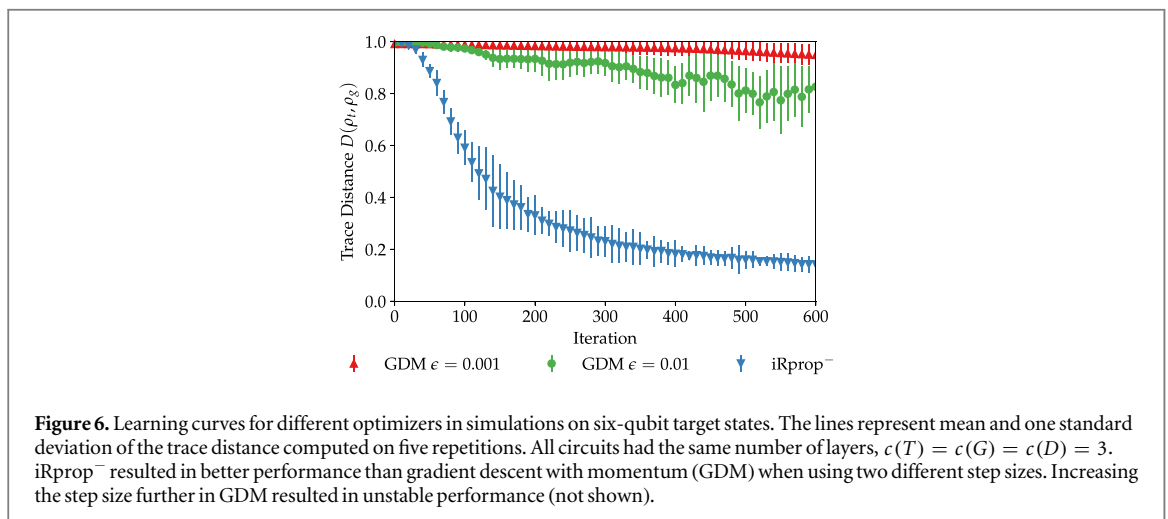 1.0
0.8
0.6
0.4
0.2
0.0
Trace Distance D(ρt, ρg)
0 100 200 300 400 500 600
Iteration
GDM ϵ = 0.001 GDM ϵ = 0.01 iRprop−
Figure 6. Learning curves for different optimizers in simulations on six-qubit target states. The lines represent mean and one standard
deviation of the trace distance computed on five repetitions. All circuits had the same number of layers, c(T) = c(G) = c(D) = 3.
iRprop− resulted in better performance than gradient descent with momentum (GDM) when using two different step sizes. Increasing
the step size further in GDM resulted in unstable performance (not shown).